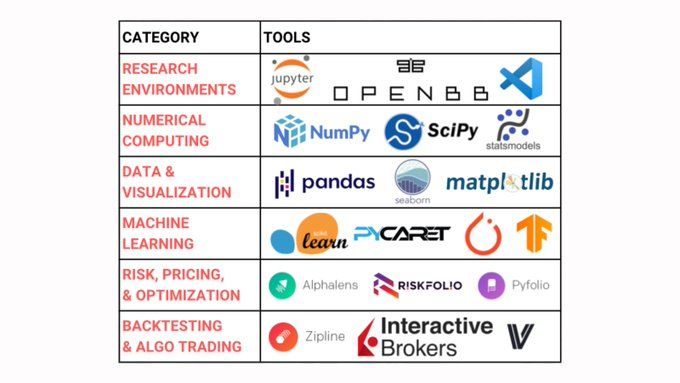 CATEGORY
TOOLS
RESEARCH
ENVIRONMENTS
jupyter
OPENBB
NUMERICAL
COMPUTING
NumPy
SciPy
statsmodels
DATA &
VISUALIZATION
pandas
seaborn
matplotlib
MACHINE
LEARNING
scikit
learn
PYCARET
RISK, PRICING,
& OPTIMIZATION
Alphalens
RISKFOLIO
Pyfolio
BACKTESTING
& ALGO TRADING
Zipline
Interactive
Brokers